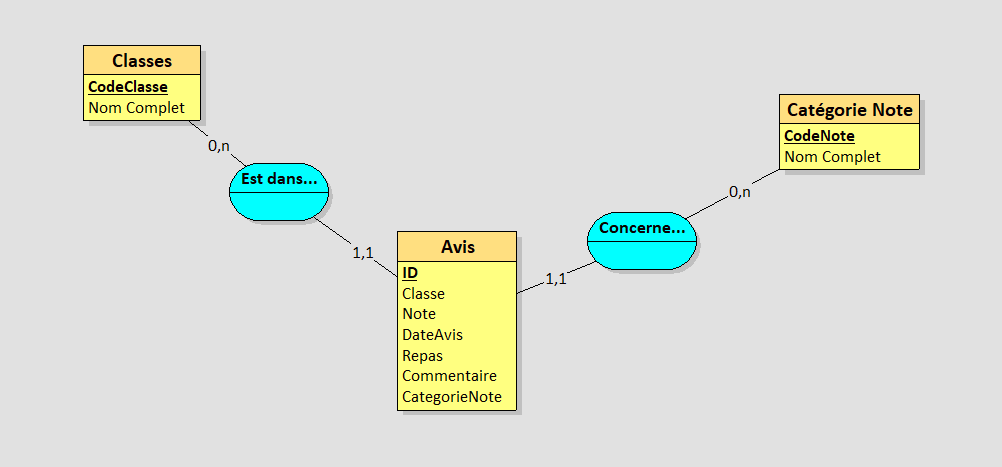 Classes
CodeClasse
Nom Complet
0,n
Est dans...
1,1
Avis
ID
Classe
Note
DateAvis
Repas
Commentaire
CategorieNote
1,1
Concerne...
0,n
Catégorie Note
CodeNote
Nom Complet